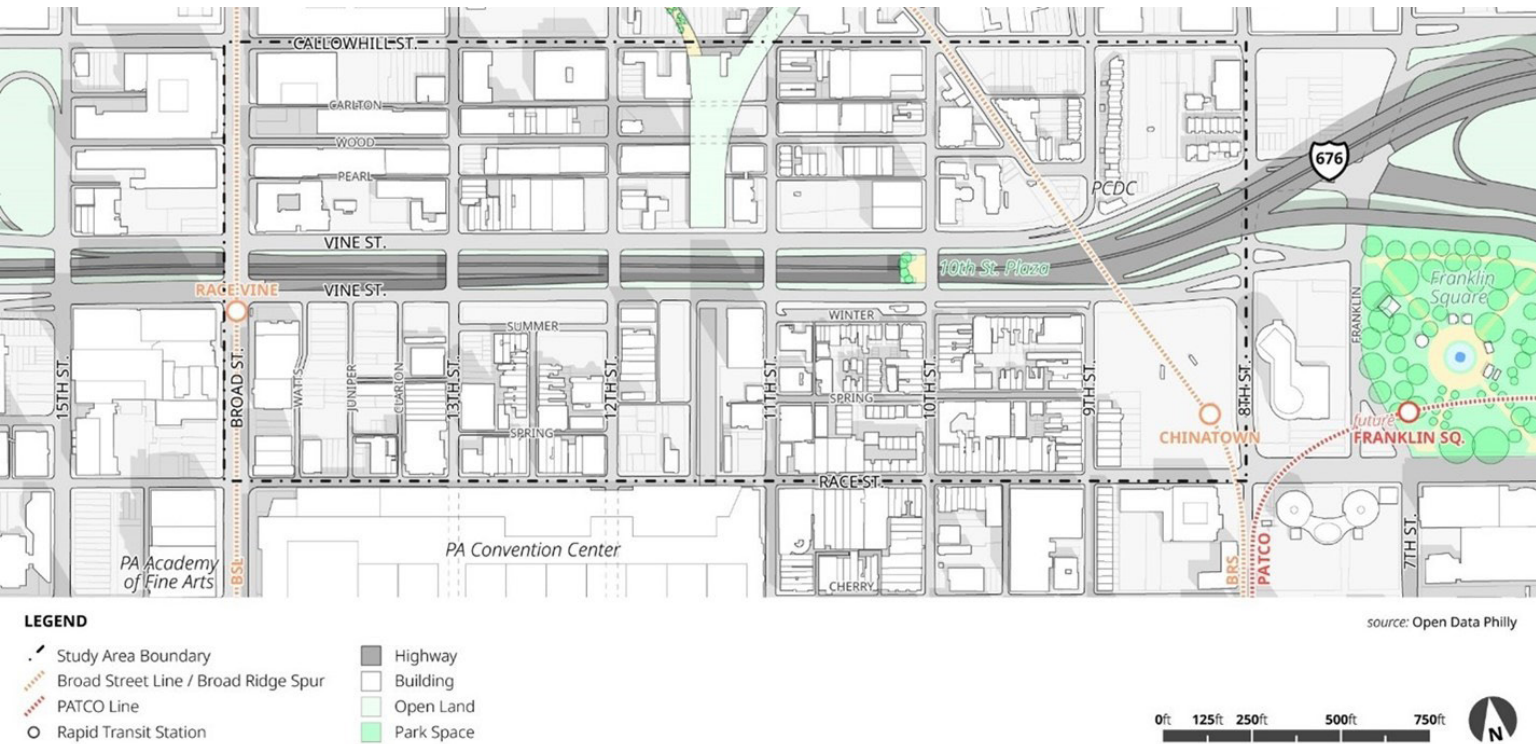 CALLOWHILL ST.
CARLTON
WOOD
PEARL
PCDC
676
VINE ST.
10th St. Plaza
Franklin
Square
RACE-VINE
VINE ST.
FRANKLIN
SUMMER
WINTER
15TH ST.
BROAD ST.
WATTS
JUNIPER
CLARION
13TH ST.
12TH ST.
11TH ST.
10TH ST.
9TH ST.
8TH ST.
SPRING
SPRING
CHINATOWN
future
FRANKLIN SQ.
RACE ST.
PA Convention Center
PA Academy
of Fine Arts
BSL
CHERRY
BRS
PATCO
7TH ST.
LEGEND
Study Area Boundary
Broad Street Line / Broad Ridge Spur
PATCO Line
Rapid Transit Station
Highway
Building
Open Land
Park Space
source: Open Data Philly
0ft 125ft 250ft 500ft 750ft
N